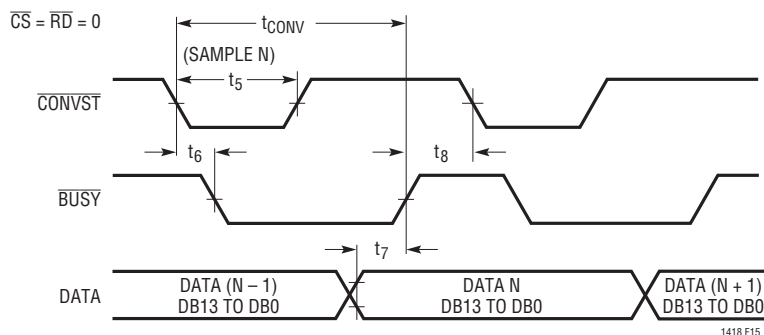 CS = RD = 0
tCONV
(SAMPLE N)
t5
CONVST
t6
t8
BUSY
t7
DATA
DATA (N – 1)
DB13 TO DB0
DATA N
DB13 TO DB0
DATA (N + 1)
DB13 TO DB0
1418 F15